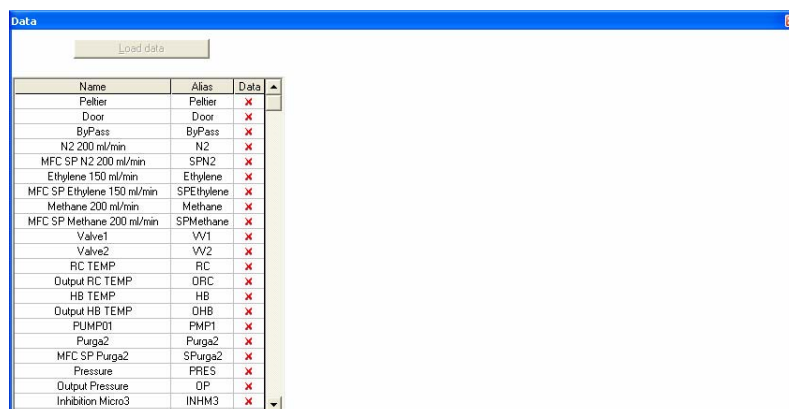 Data
Load data
Name Alias Data
Peltier Peltier
Door Door
ByPass ByPass
N2 200 ml/min N2
MFC SP N2 200 ml/min SPN2
Ethylene 150 ml/min Ethylene
MFC SP Ethylene 150 ml/min SPEthylene
Methane 200 ml/min Methane
MFC SP Methane 200 ml/min SPMethane
Valve1 VV1
Valve2 VV2
RC TEMP RC
Output RC TEMP ORC
HB TEMP HB
Output HB TEMP OHB
PUMP01 PMP1
Purga2 Purga2
MFC SP Purga2 SPurga2
Pressure PRES
Output Pressure OP
Inhibition Micro3 INHM3